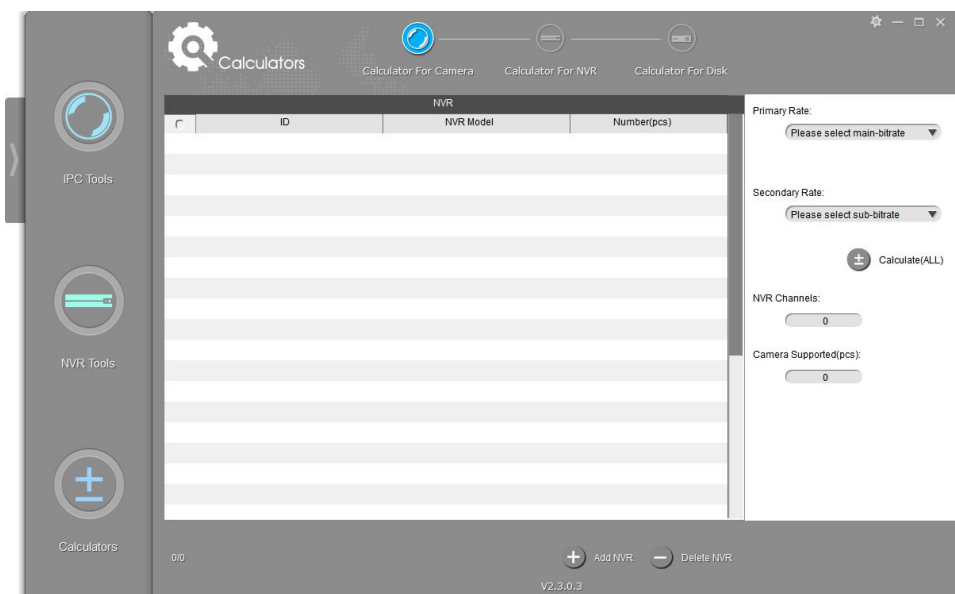 Calculators
Calculator For Camera
Calculator For NVR
Calculator For Disk
IPC Tools
NVR Tools
Calculators
NVR
ID
NVR Model
Number(pcs)
Primary Rate:
Please select main-bitrate
Secondary Rate:
Please select sub-bitrate
Calculate(ALL)
NVR Channels:
0
Camera Supported(pcs):
0
0/0
Add NVR
Delete NVR
V2.3.0.3